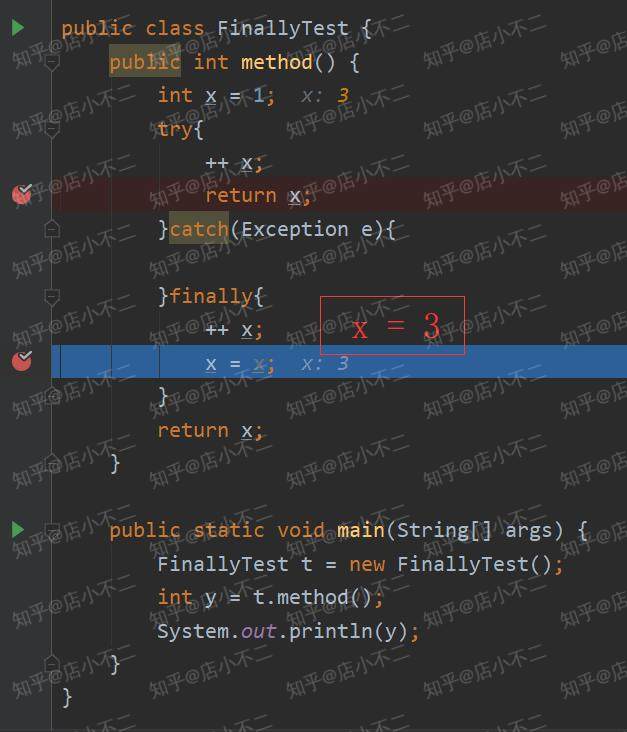 public class FinallyTest {
public int method() {
int x = 1; x: 3
try{
++ x;
return x;
}catch(Exception e){
}finally{
++ x;
x = 3
x = x; x: 3
}
return x;
}
public static void main(String[] args) {
FinallyTest t = new FinallyTest();
int y = t.method();
System.out.println(y);
}
}
知乎@店小不二